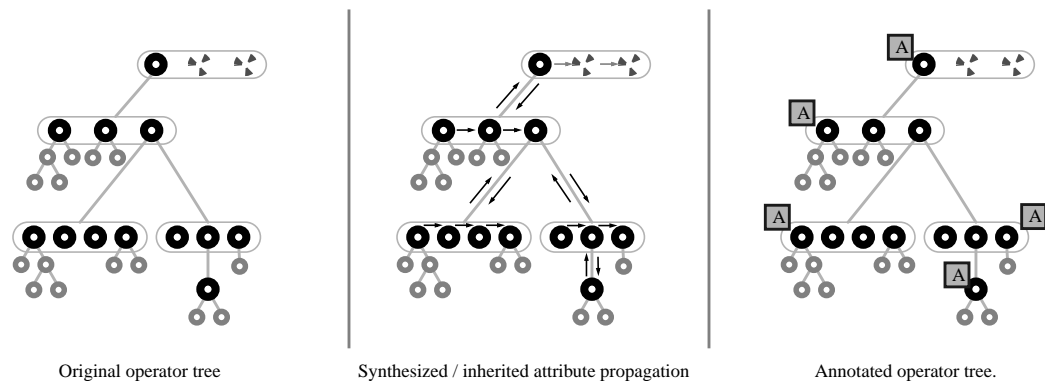 A
A
A
A
A
Original operator tree
Synthesized / inherited attribute propagation
Annotated operator tree.